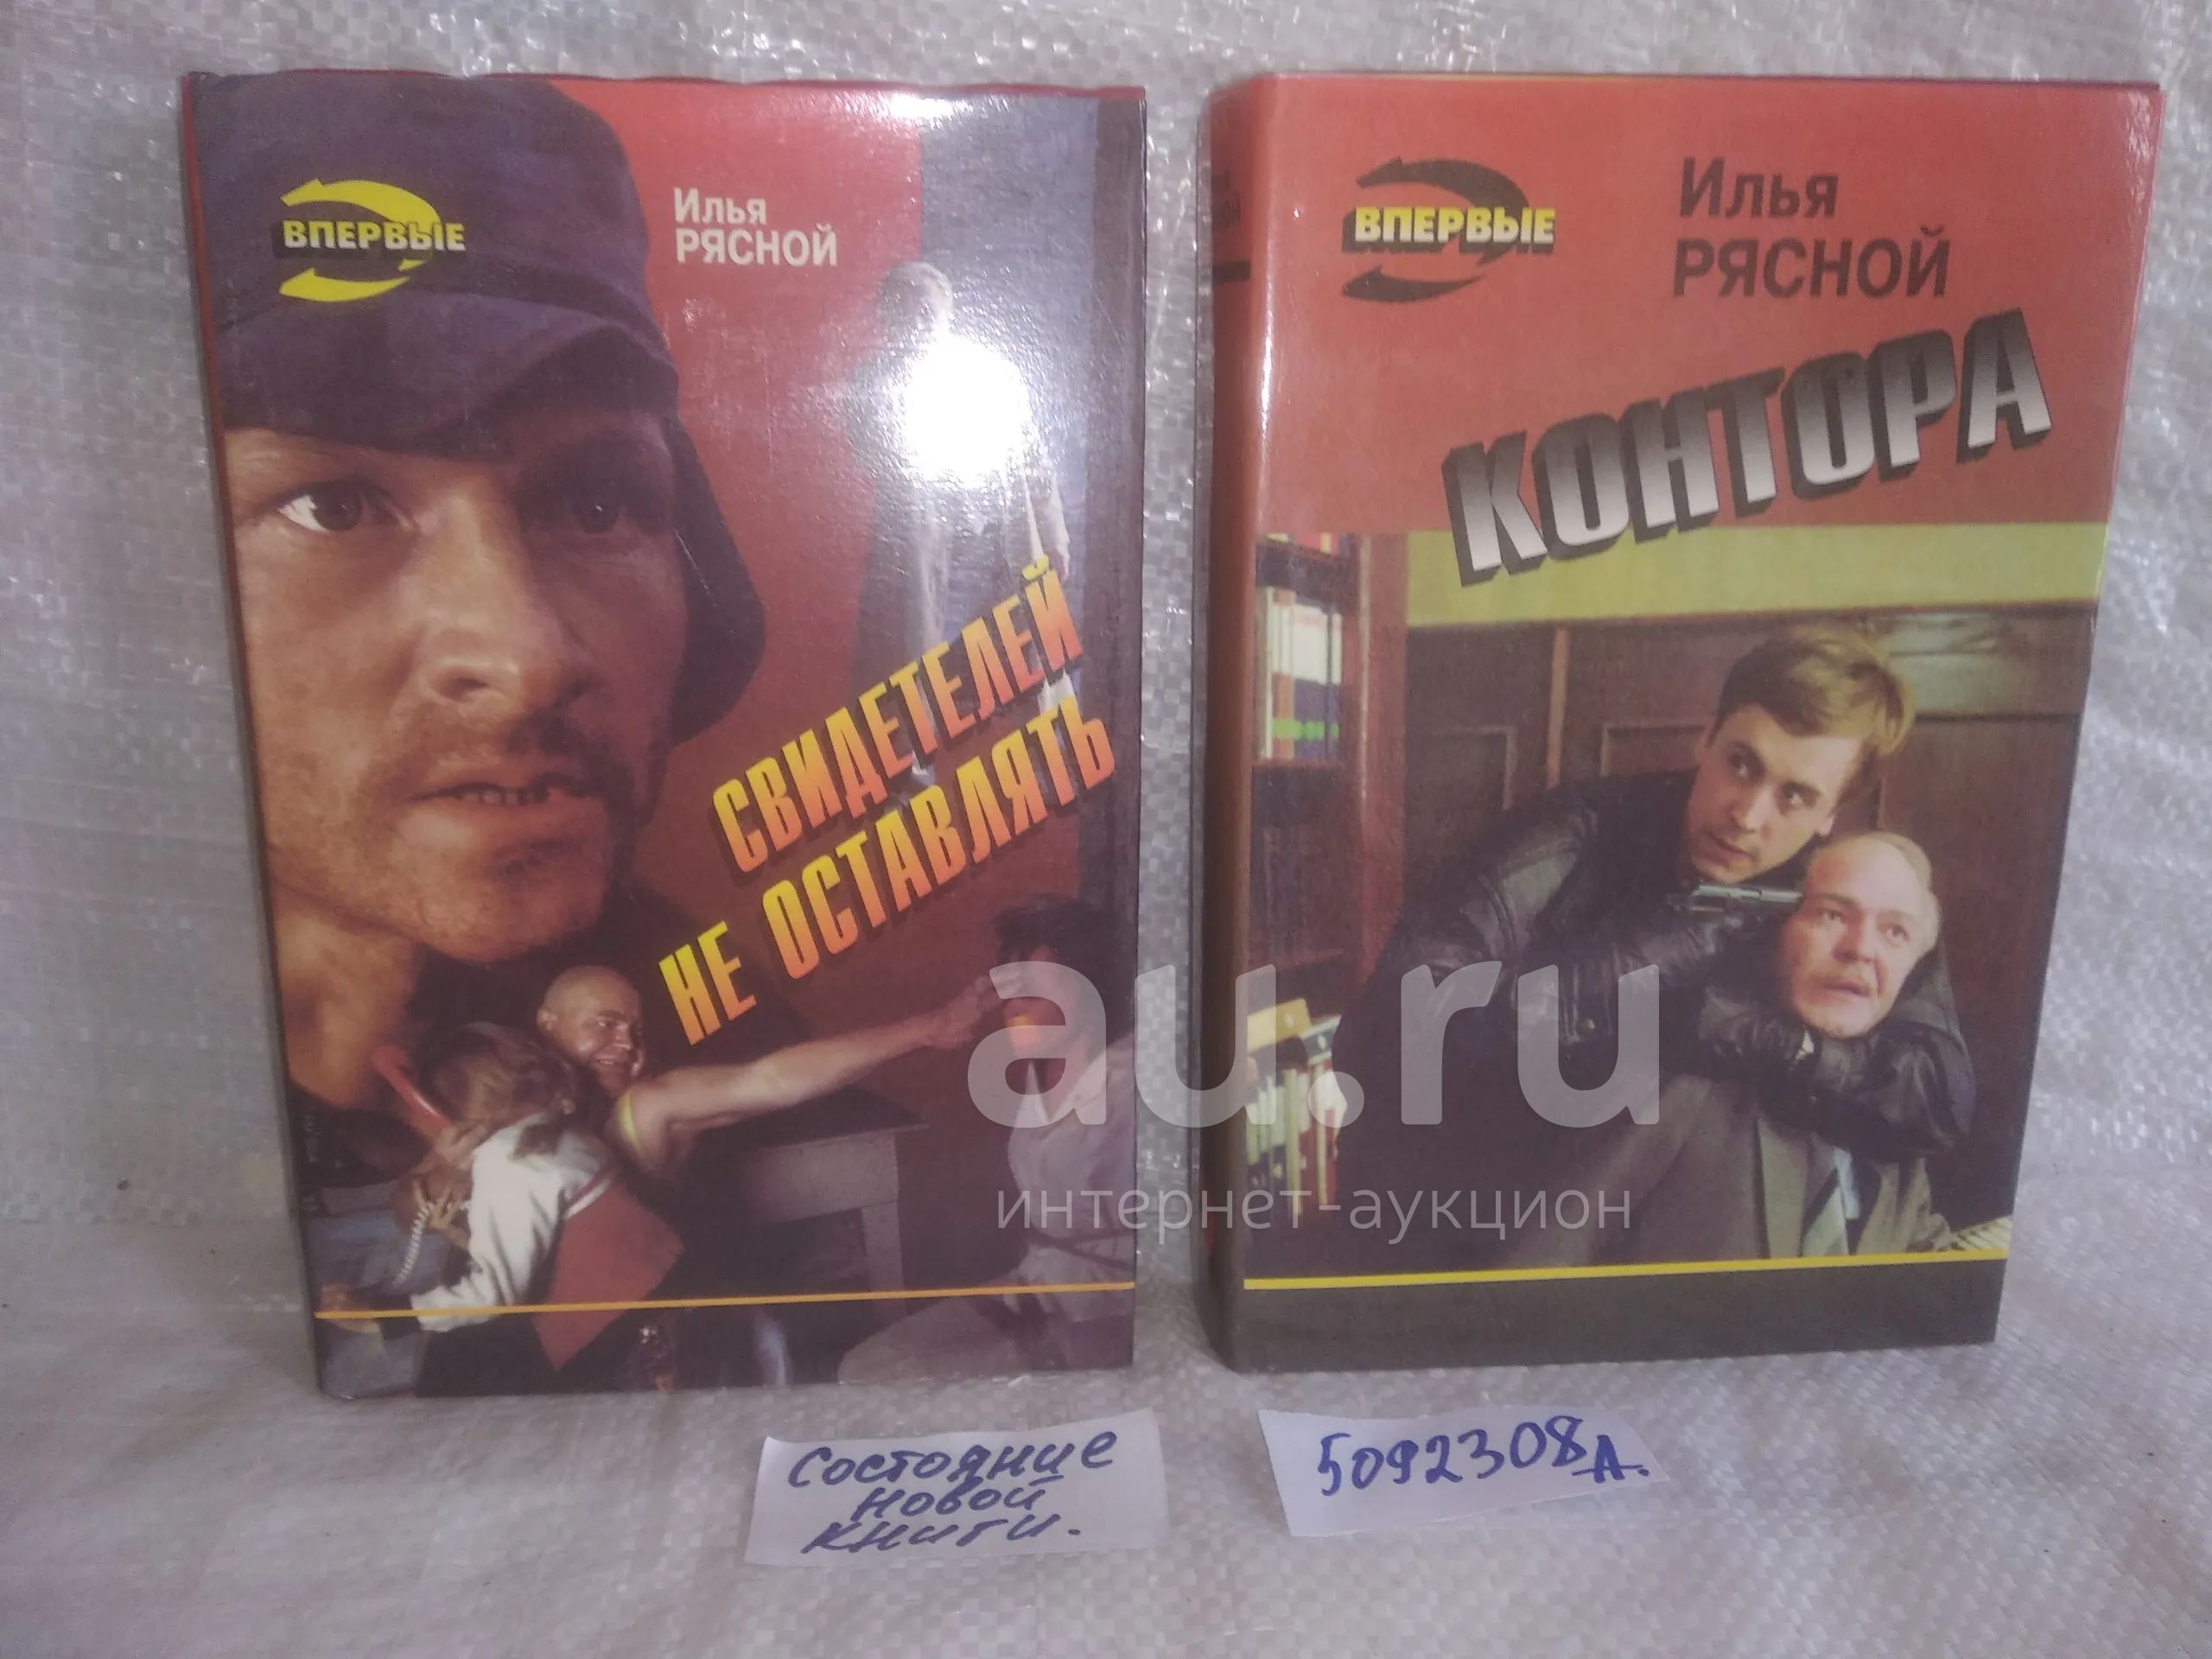 ВПЕРВЫЕ
Илья
РЯСНОЙ
СВИДЕТЕЛЕЙ
НЕ ОСТАВЛЯТЬ
ВПЕРВЫЕ
Илья
РЯСНОЙ
КОНТОРА
au.ru
интернет-аукцион
Состояние
новой
книги.
5092308А.